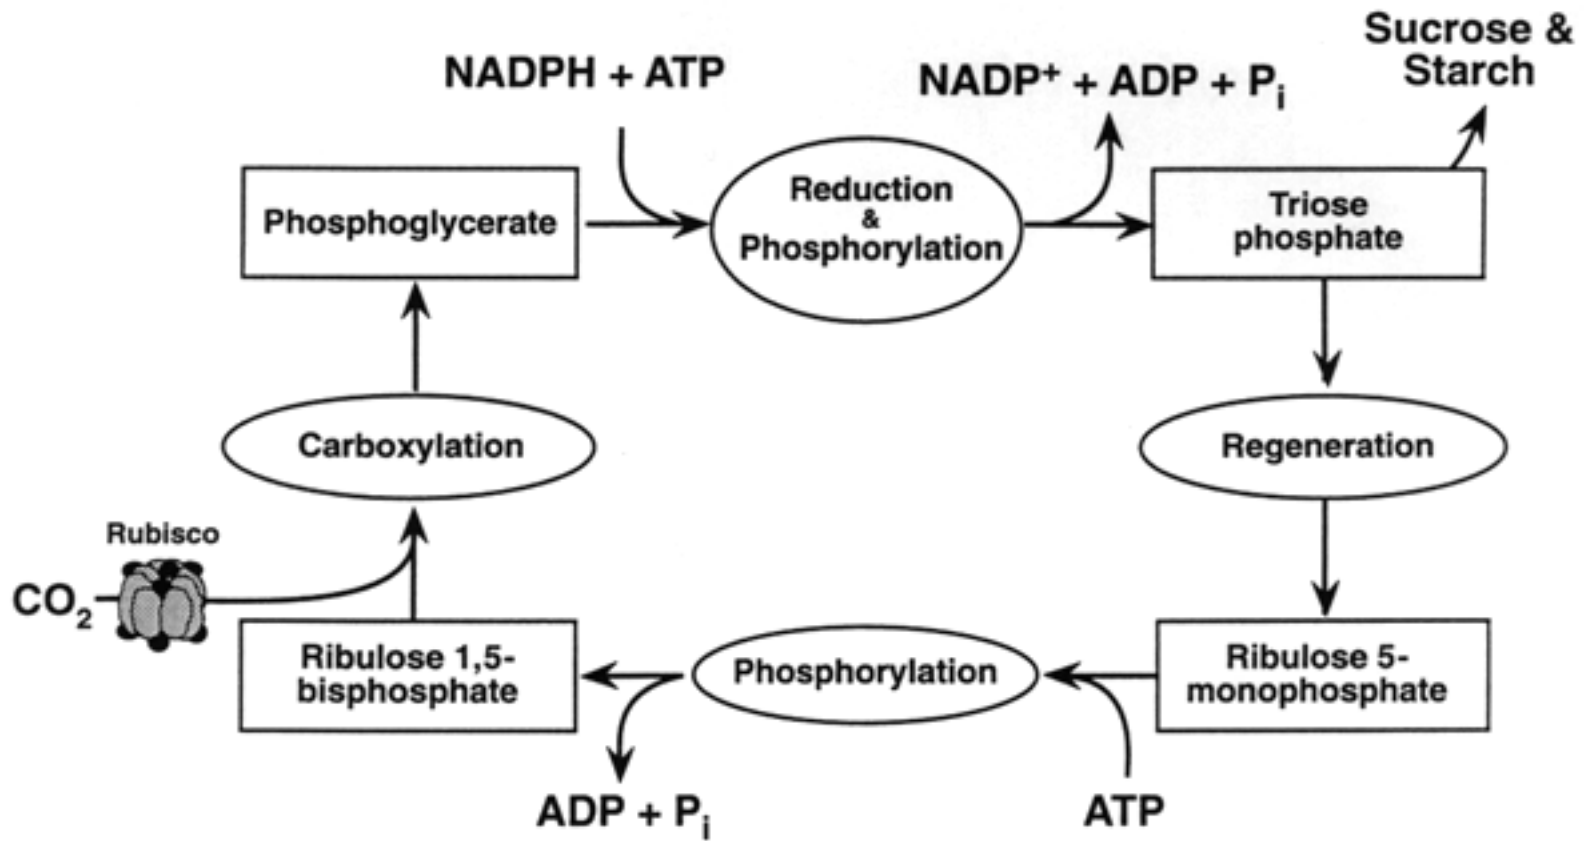 Sucrose &
Starch
NADPH + ATP
NADP+ + ADP + Pi
Phosphoglycerate
Reduction
&
Phosphorylation
Triose
phosphate
Carboxylation
Regeneration
Rubisco
CO2
Ribulose 1,5-
bisphosphate
Phosphorylation
Ribulose 5-
monophosphate
ADP + Pi
ATP